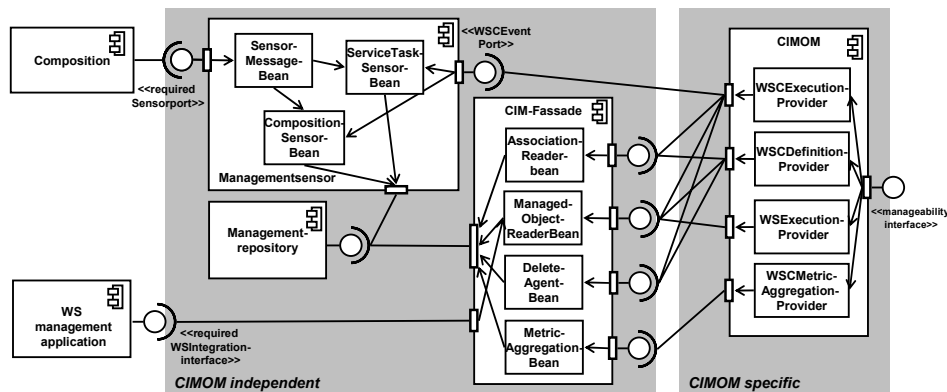 Composition
<<required
Sensorport>>
Sensor-
Message-
Bean
ServiceTask-
Sensor-
Bean
Composition-
Sensor-
Bean
Managementsensor
<<WSCEvent
Port>>
CIM-Fassade
Association-
Reader-
bean
Managed-
Object-
ReaderBean
Delete-
Agent-
Bean
Metric-
Aggregation-
Bean
Management-
repository
WS
management
application
<<required
WSIntegration-
interface>>
CIMOM independent
CIMOM
WSCExecution-
Provider
WSCDefinition-
Provider
WSExecution-
Provider
WSCMetric-
Aggregation-
Provider
<<manageability
interface>>
CIMOM specific